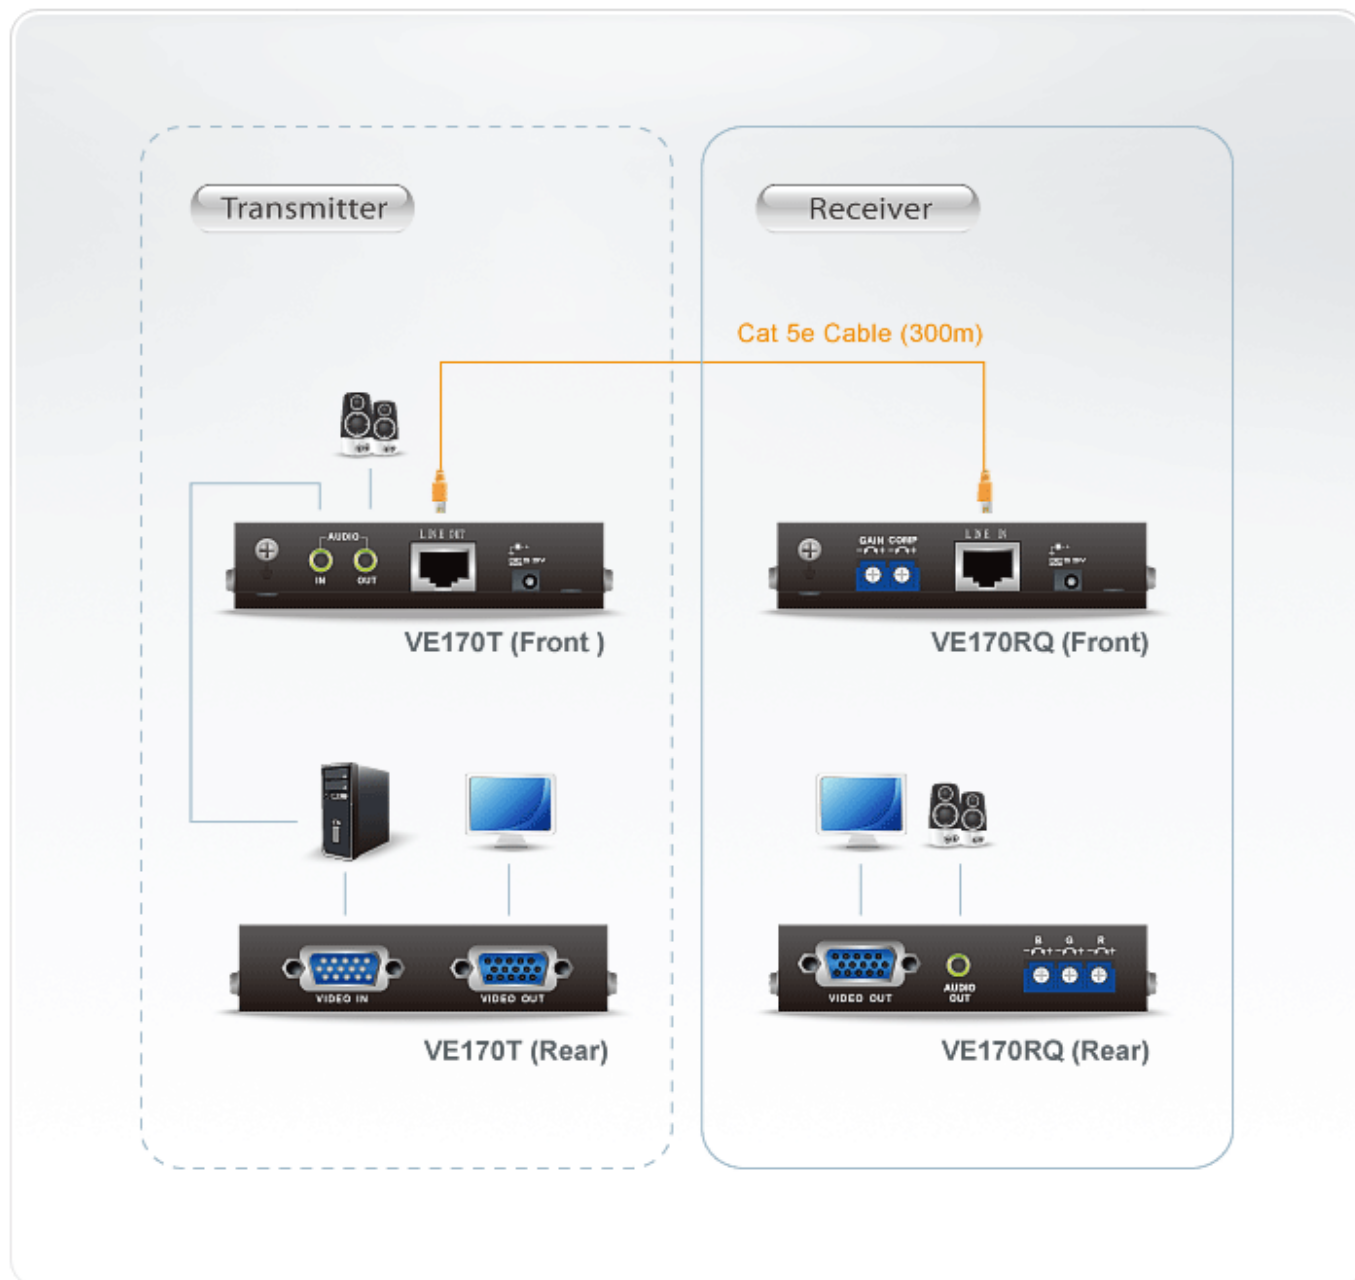 Transmitter
Receiver
Cat 5e Cable (300m)
AUDIO
IN
OUT
LINE OUT
VE170T (Front )
GAIN COMP
- +
- +
LINE IN
VE170RQ (Front)
VIDEO IN
VIDEO OUT
VE170T (Rear)
VIDEO OUT
AUDIO
OUT
B G R
- +
- +
- +
VE170RQ (Rear)